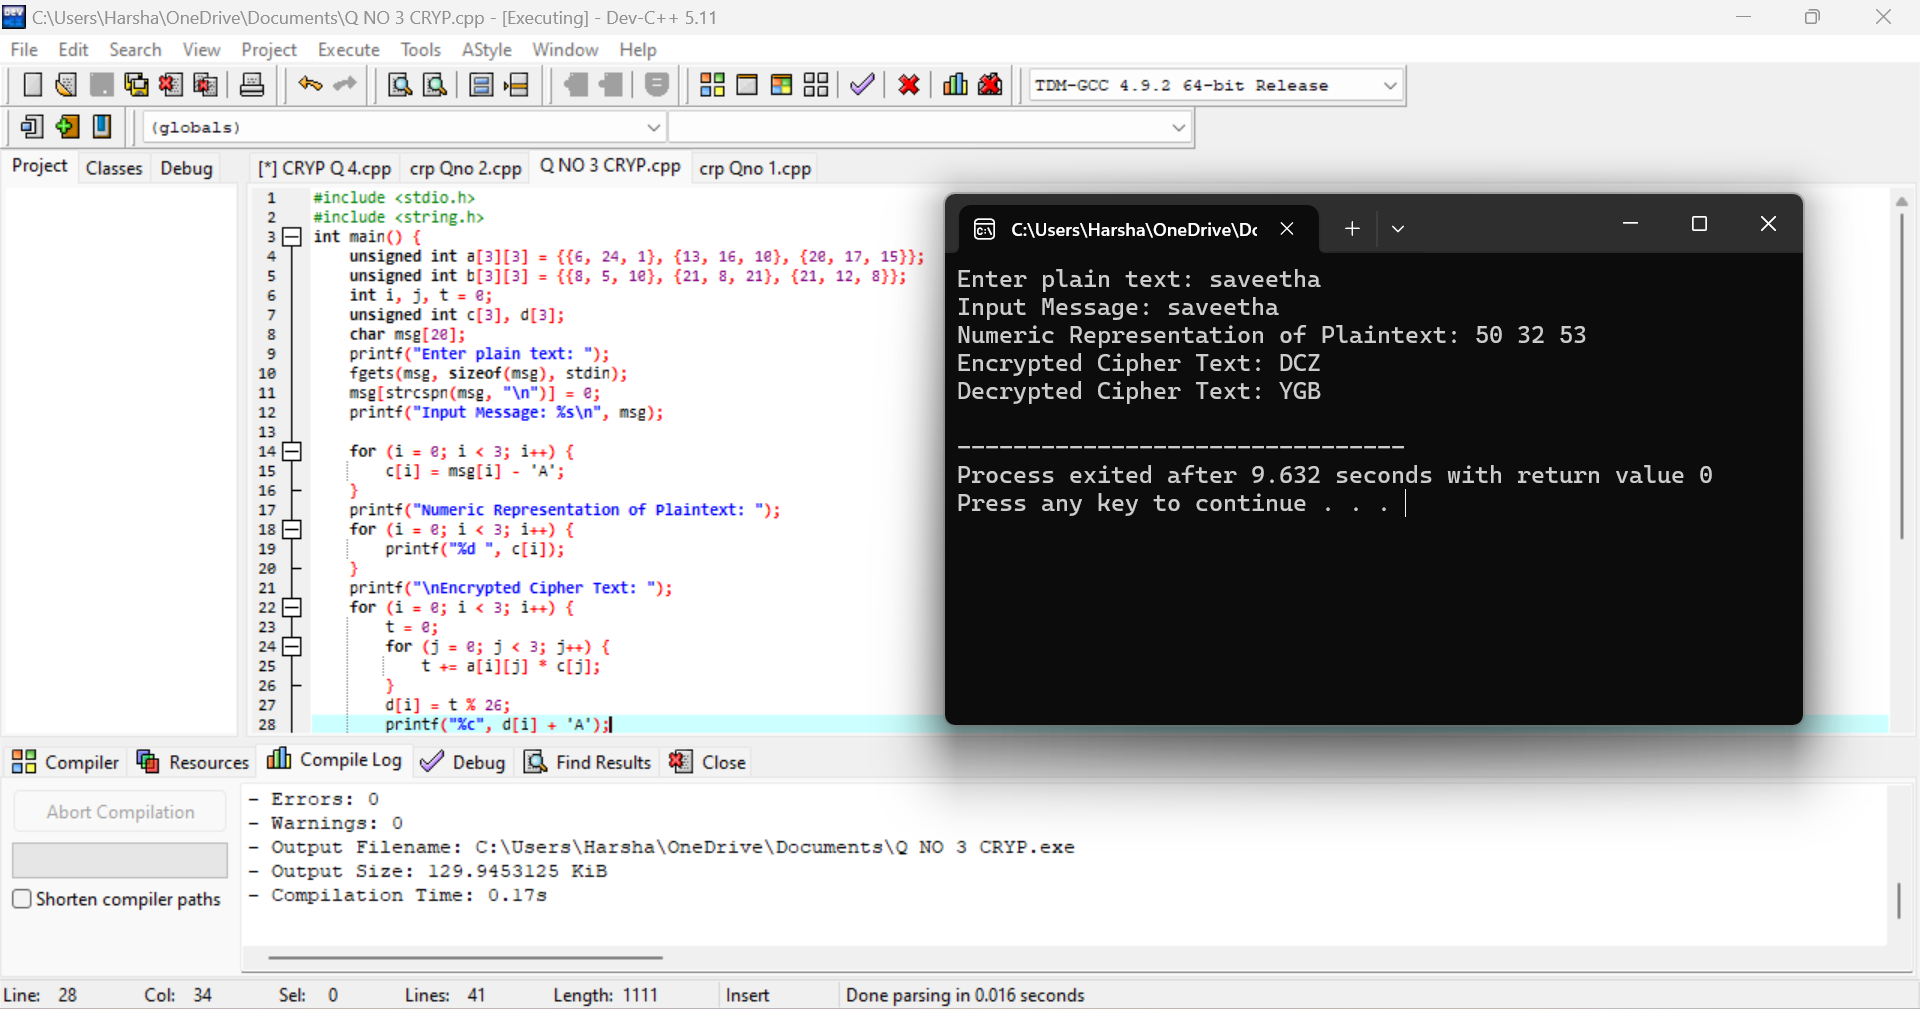 C:\Users\Harsha\OneDrive\Documents\Q NO 3 CRYP.cpp - [Executing] - Dev-C++ 5.11
File Edit Search View Project Execute Tools AStyle Window Help
TDM-GCC 4.9.2 64-bit Release
(globals)
Project Classes Debug
[*] CRYP Q 4.cpp crp Qno 2.cpp Q NO 3 CRYP.cpp crp Qno 1.cpp
1 #include <stdio.h>
2 #include <string.h>
3 int main() {
4 unsigned int a[3][3] = {{6, 24, 1}, {13, 16, 10}, {20, 17, 15}};
5 unsigned int b[3][3] = {{8, 5, 10}, {21, 8, 21}, {21, 12, 8}};
6 int i, j, t = 0;
7 unsigned int c[3], d[3];
8 char msg[20];
9 printf("Enter plain text: ");
10 fgets(msg, sizeof(msg), stdin);
11 msg[strcspn(msg, "\n")] = 0;
12 printf("Input Message: %s\n", msg);
13
14 for (i = 0; i < 3; i++) {
15 c[i] = msg[i] - 'A';
16 }
17 printf("Numeric Representation of Plaintext: ");
18 for (i = 0; i < 3; i++) {
19 printf("%d ", c[i]);
20 }
21 printf("\nEncrypted Cipher Text: ");
22 for (i = 0; i < 3; i++) {
23 t = 0;
24 for (j = 0; j < 3; j++) {
25 t += a[i][j] * c[j];
26 }
27 d[i] = t % 26;
28 printf("%c", d[i] + 'A');
C:\Users\Harsha\OneDrive\Dc
Enter plain text: saveetha
Input Message: saveetha
Numeric Representation of Plaintext: 50 32 53
Encrypted Cipher Text: DCZ
Decrypted Cipher Text: YGB
--------------------------------
Process exited after 9.632 seconds with return value 0
Press any key to continue . . .
Compiler Resources Compile Log Debug Find Results Close
Abort Compilation
Shorten compiler paths
- Errors: 0
- Warnings: 0
- Output Filename: C:\Users\Harsha\OneDrive\Documents\Q NO 3 CRYP.exe
- Output Size: 129.9453125 KiB
- Compilation Time: 0.17s
Line: 28 Col: 34 Sel: 0 Lines: 41 Length: 1111 Insert Done parsing in 0.016 seconds